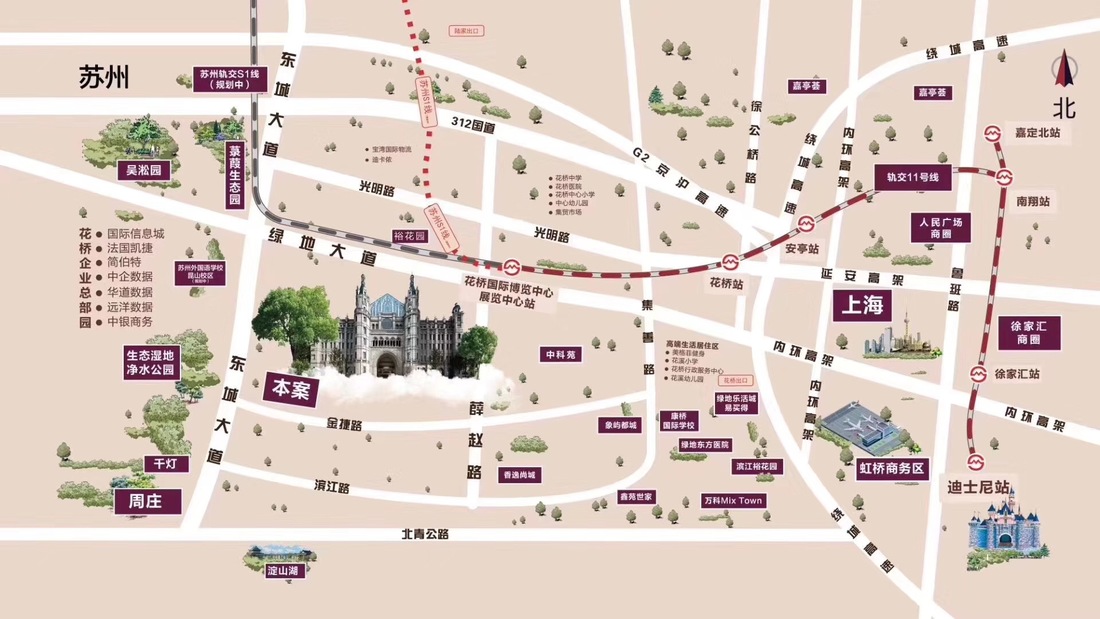 苏州
苏州轨交S1线
（规划中）
东城大道
陆家出口
苏州S1线
312国道
G2京沪高速
徐公桥路
嘉亭荟
绕城高速
嘉亭荟
北
绕城高速
内环高架
嘉定北站
轨交11号线
南翔站
吴淞园
菉葭生态园
宝湾国际物流
迪卡侬
光明路
花桥中学
花桥医院
花桥中心小学
中心幼儿园
集贸市场
苏州S1线
裕花园
光明路
绿地大道
安亭站
人民广场
商圈
花桥企业总部园
国际信息城
法国凯捷
简伯特
中企数据
华道数据
远洋数据
中银商务
苏州外国语学校
昆山校区
花桥国际博览中心
展览中心站
花桥站
延安高架
鲁班路
上海
集善路
徐家汇
商圈
内环高架
高端生活居住区
美格菲健身
花溪小学
花桥行政服务中心
花溪幼儿园
花桥出口
中科苑
生态湿地
净水公园
本案
徐家汇站
内环高架
内环高架
东城大道
薛赵路
金捷路
象屿都城
康桥
国际学校
绿地乐活城
易买得
绿地东方医院
千灯
周庄
滨江路
香逸尚城
滨江裕花园
虹桥商务区
迪士尼站
鑫苑世家
万科Mix Town
绕城高速
北青公路
淀山湖